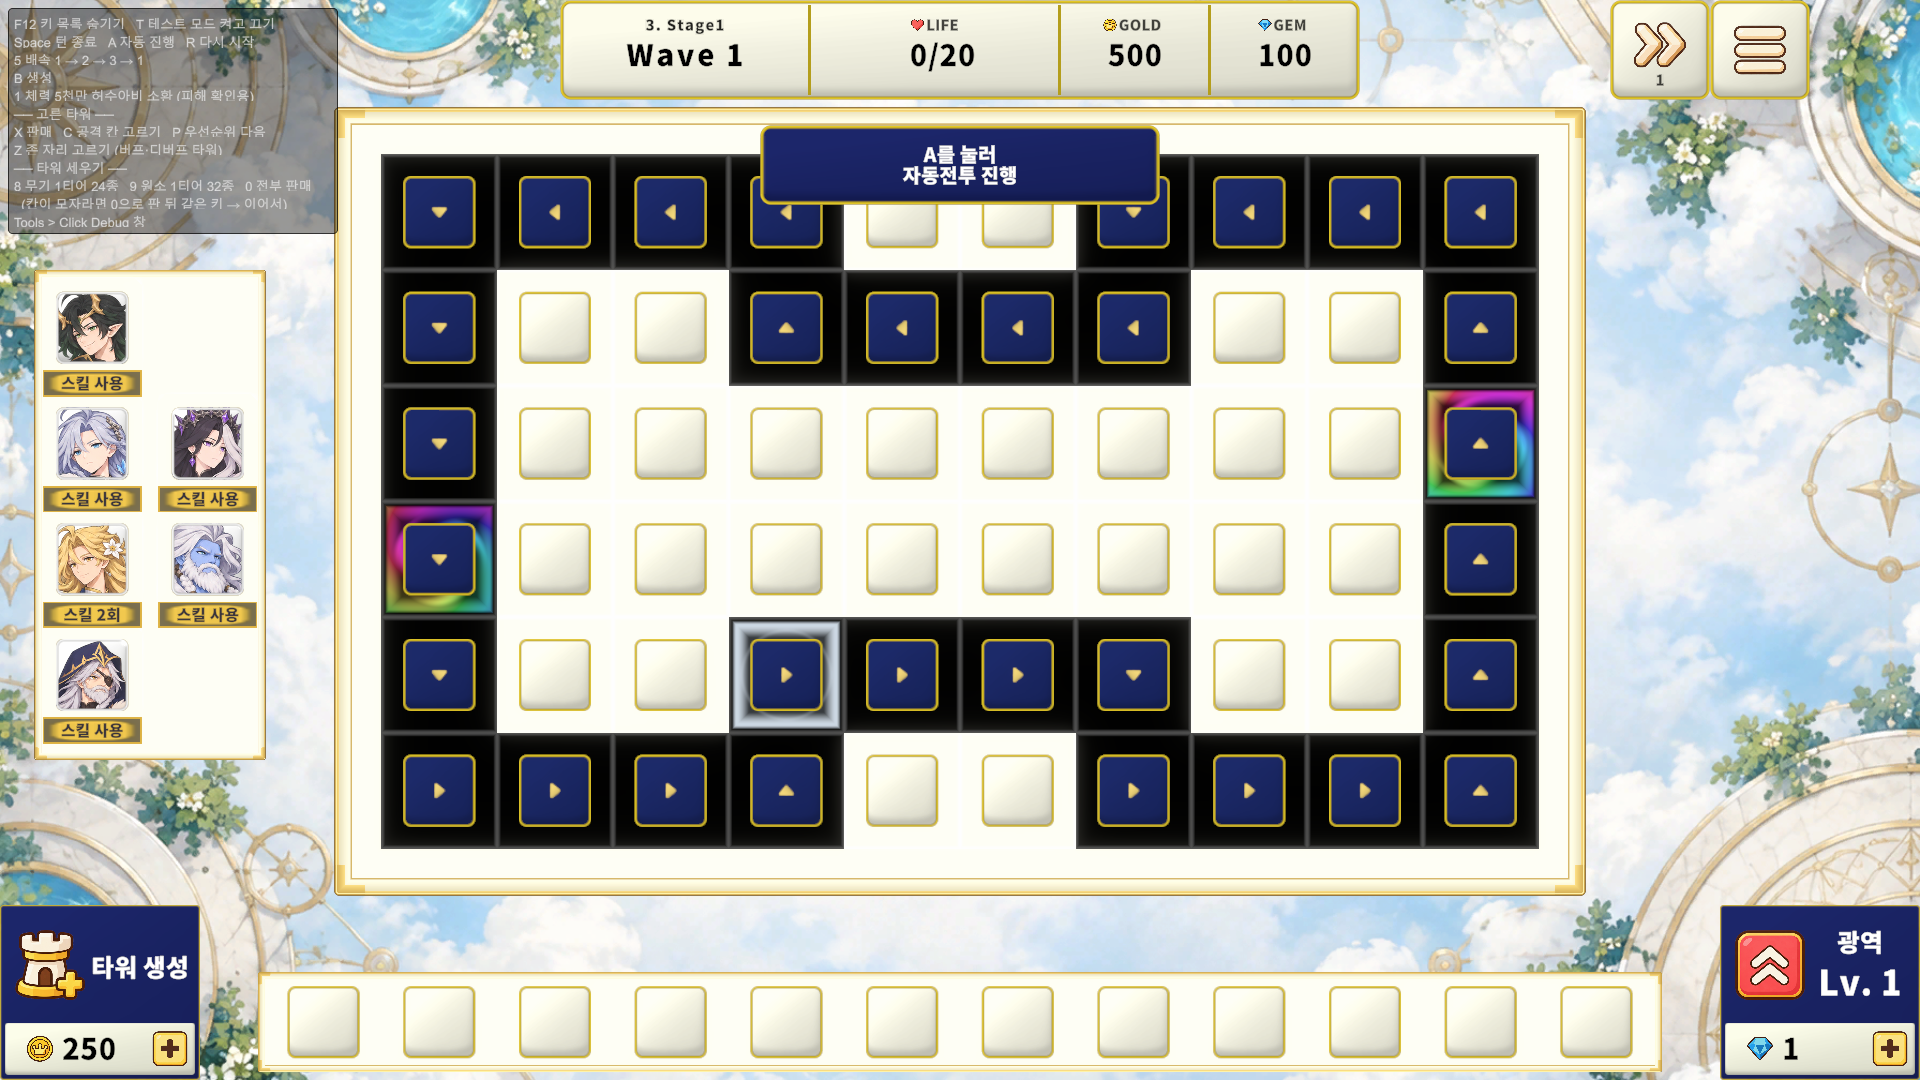 F12 키 목록 숨기기   T 테스트 모드 켜고 끄기
Space 턴 종료   A 자동 진행   R 다시 시작
5 배속 1 → 2 → 3 → 1
B 생성
1 체력 5천만 허수아비 소환 (피해 확인용)
── 고른 타워 ──
X 판매   C 공격 칸 고르기   P 우선순위 다음
Z 존 자리 고르기 (버프·디버프 타워)
── 타워 세우기 ──
8 무기 1티어 24종   9 원소 1티어 32종   0 전부 판매
(칸이 모자라면 0으로 판 뒤 같은 키 → 이어서)
Tools > Click Debug 창
3. Stage1
Wave 1
LIFE
0/20
GOLD
500
GEM
100
1
A를 눌러
자동전투 진행
스킬 사용
스킬 사용
스킬 사용
스킬 2회
스킬 사용
스킬 사용
타워 생성
250
광역
Lv. 1
1